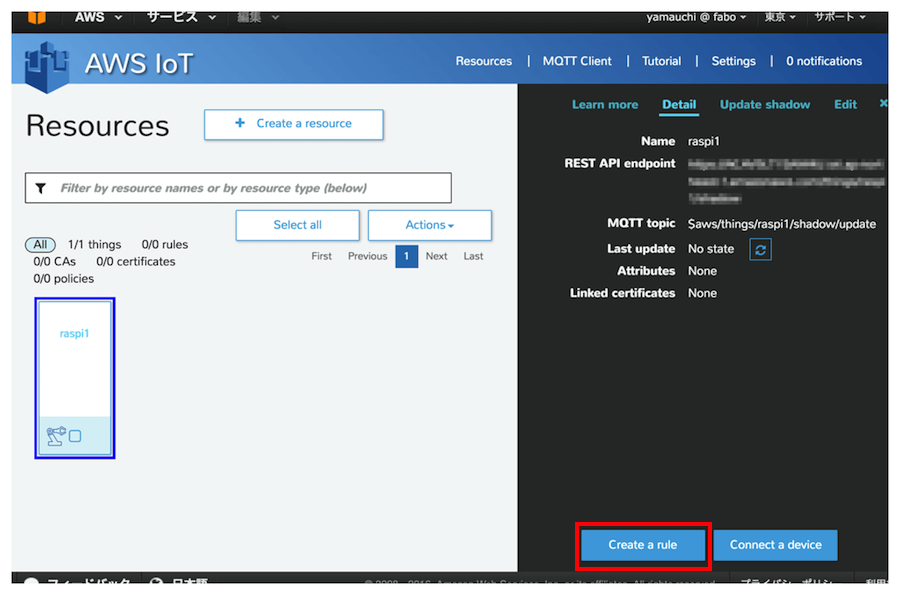 AWS サービス 編集 yamauchi @ fabo 東京 サポート
AWS IoT
Resources | MQTT Client | Tutorial | Settings | 0 notifications
Resources
+ Create a resource
Filter by resource names or by resource type (below)
Select all Actions
All 1/1 things 0/0 rules
0/0 CAs 0/0 certificates
0/0 policies
First Previous 1 Next Last
raspi1
Learn more Detail Update shadow Edit ×
Name raspi1
REST API endpoint
MQTT topic $aws/things/raspi1/shadow/update
Last update No state
Attributes None
Linked certificates None
Create a rule Connect a device
フィードバック 日本語 © 2008 - 2016, Amazon Web Services, Inc. or its affiliates. All rights reserved. プライバシーポリシー